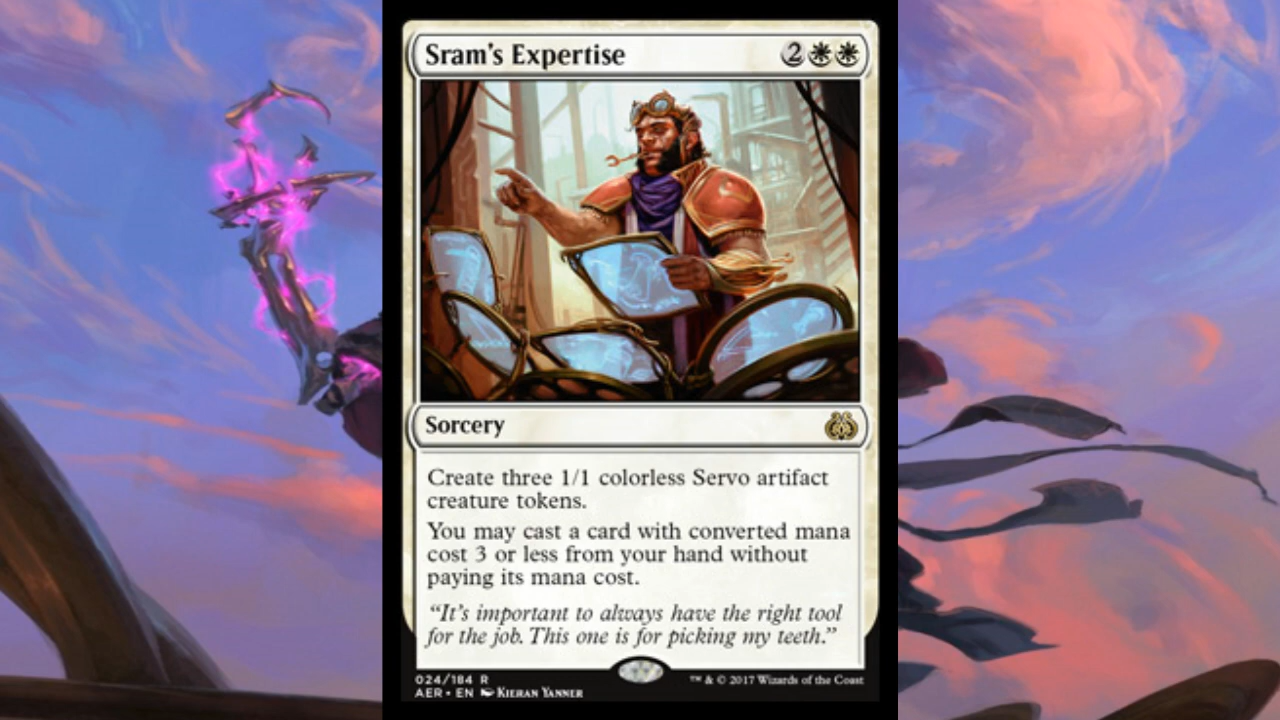 Sram's Expertise 2
Sorcery
Create three 1/1 colorless Servo artifact
creature tokens.
You may cast a card with converted mana
cost 3 or less from your hand without
paying its mana cost.
“It's important to always have the right tool
for the job. This one is for picking my teeth.”
024/184 R
AER • EN Kieran Yanner
™ & © 2017 Wizards of the Coast